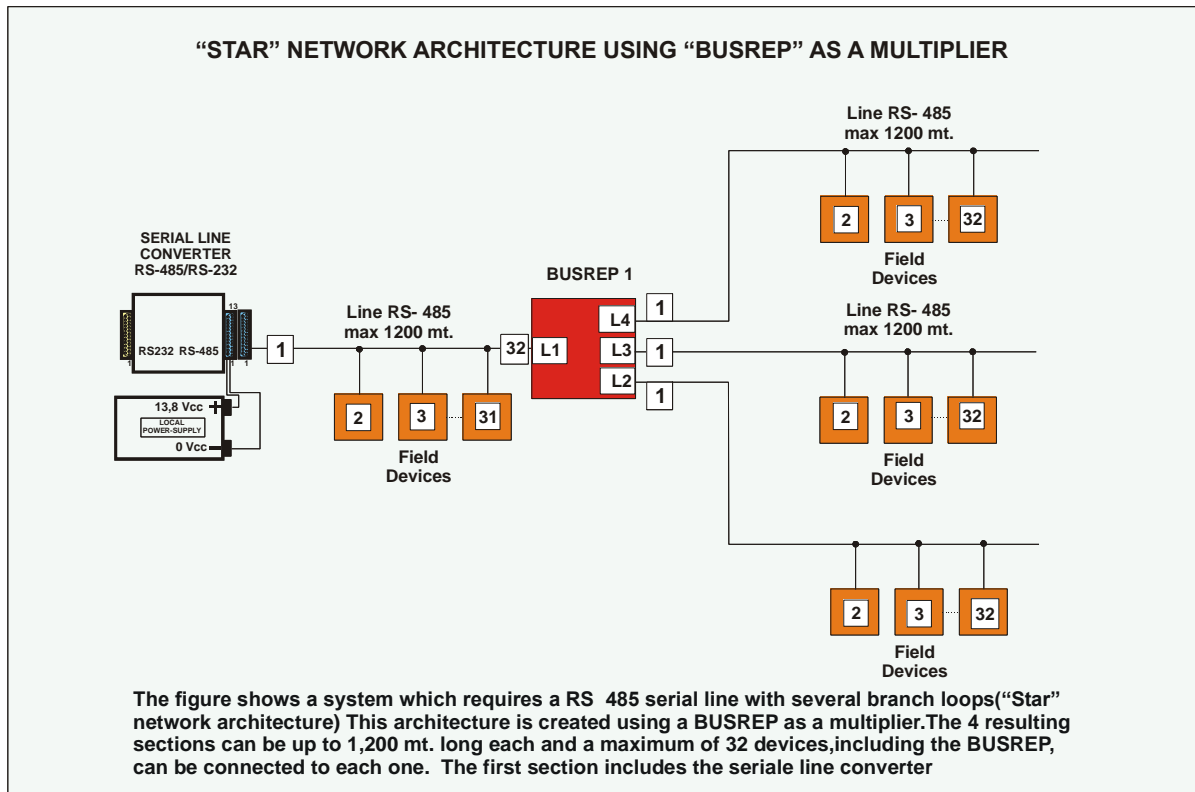 “STAR” NETWORK ARCHITECTURE USING “BUSREP” AS A MULTIPLIER
Line RS- 485
max 1200 mt.
2
3
32
Field
Devices
SERIAL LINE
CONVERTER
RS-485/RS-232
13
RS232 RS-485
1
1
1
13,8 Vcc
LOCAL
POWER-SUPPLY
0 Vcc
1
Line RS- 485
max 1200 mt.
2
3
31
Field
Devices
32
BUSREP 1
L1
L4
L3
L2
1
1
1
Line RS- 485
max 1200 mt.
2
3
32
Field
Devices
2
3
32
Field
Devices
The figure shows a system which requires a RS 485 serial line with several branch loops(“Star”
network architecture) This architecture is created using a BUSREP as a multiplier.The 4 resulting
sections can be up to 1,200 mt. long each and a maximum of 32 devices,including the BUSREP,
can be connected to each one. The first section includes the seriale line converter